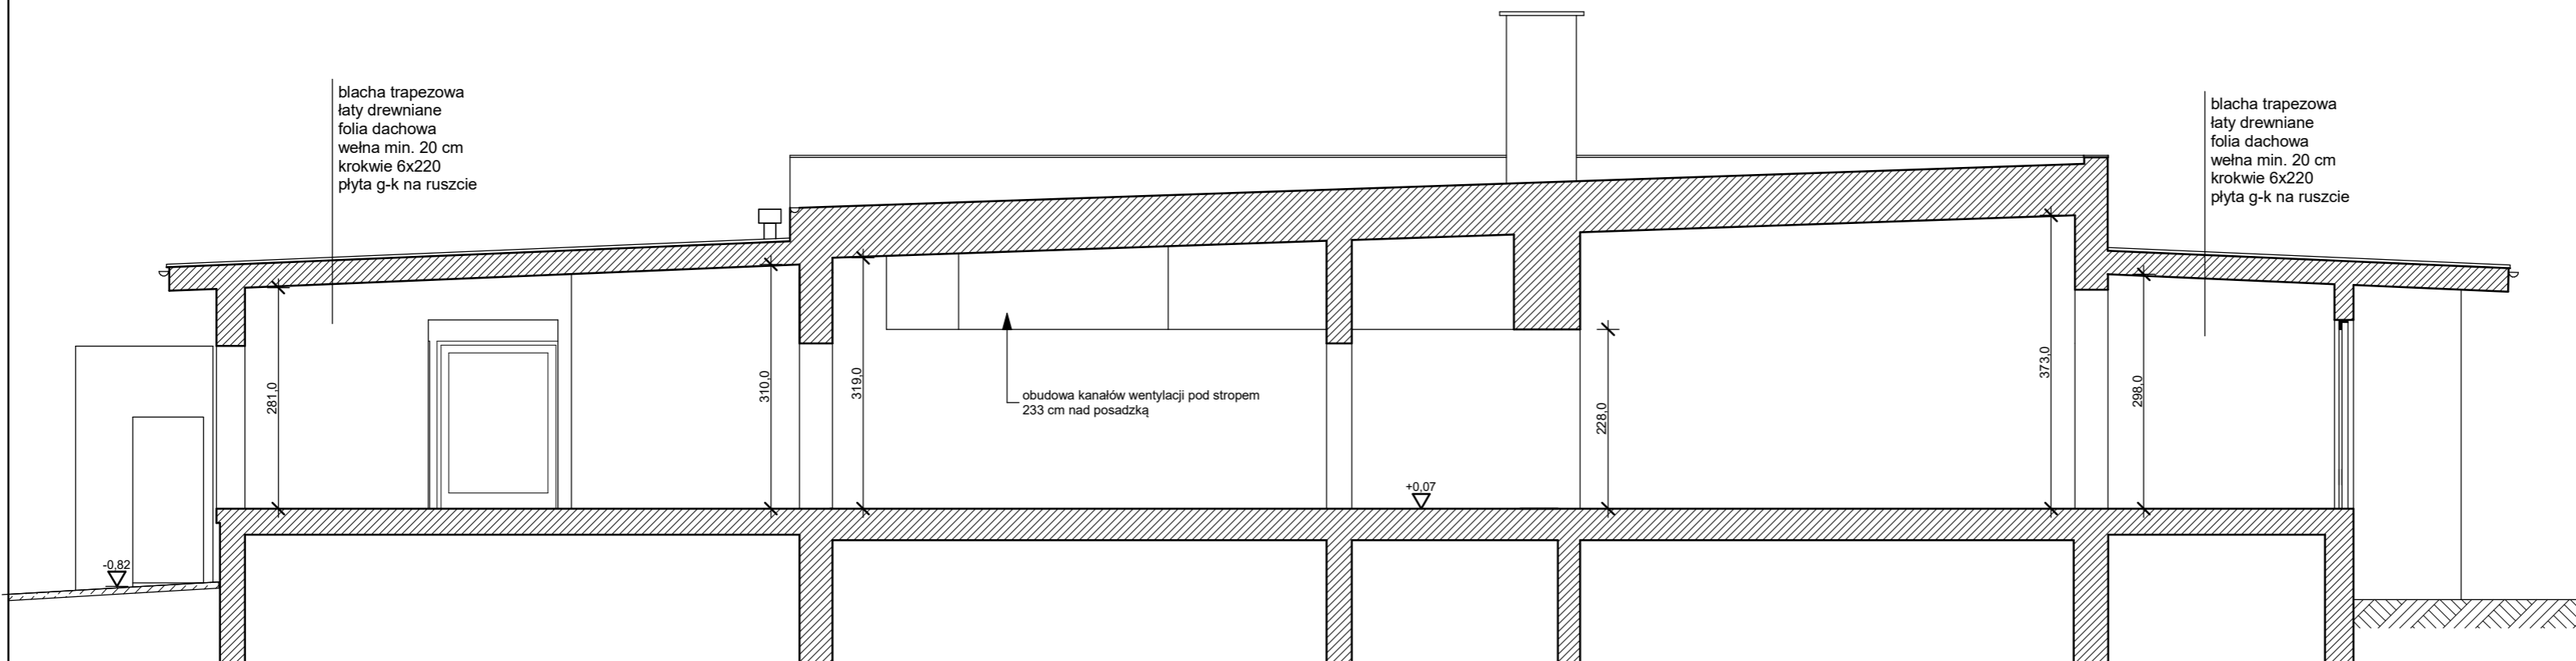 blacha trapezowa
łaty drewniane
folia dachowa
wełna min. 20 cm
krokwie 6x220
płyta g-k na ruszcie
blacha trapezowa
łaty drewniane
folia dachowa
wełna min. 20 cm
krokwie 6x220
płyta g-k na ruszcie
281,0
310,0
319,0
obudowa kanałów wentylacji pod stropem
233 cm nad posadzką
228,0
373,0
298,0
+0,07
-0,82